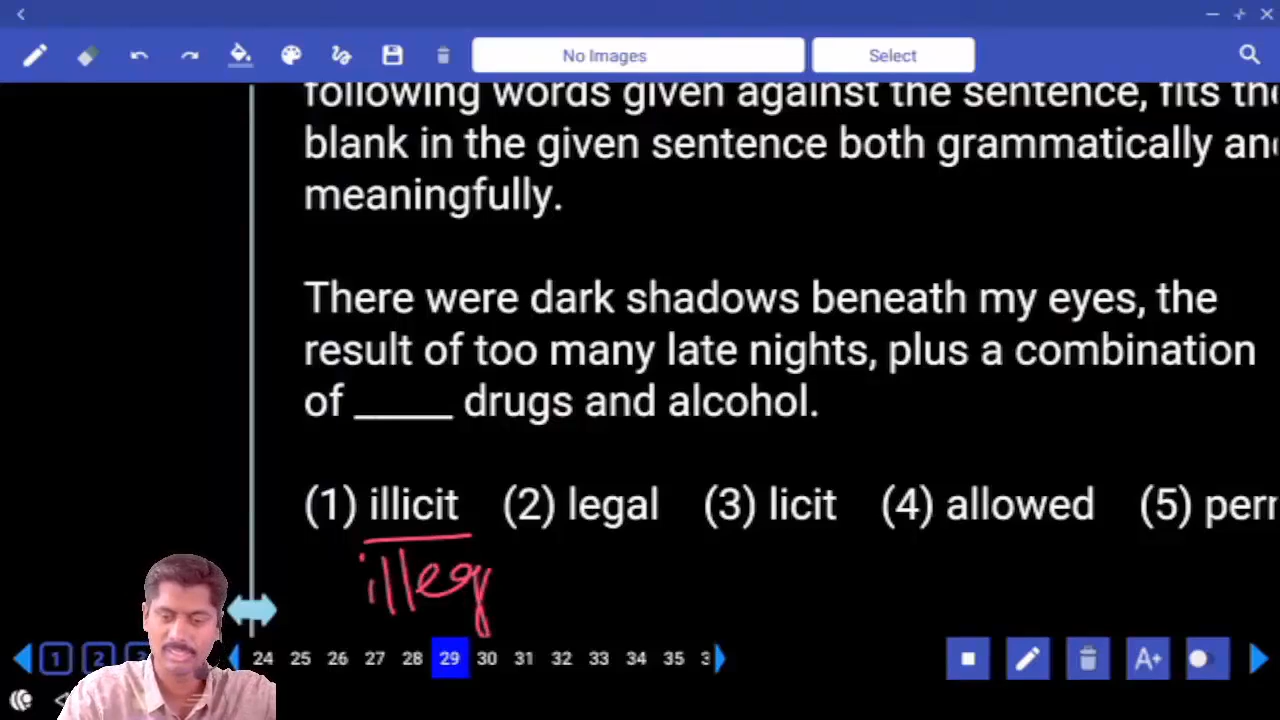 No Images
Select
following words given against the sentence, fits the
blank in the given sentence both grammatically and
meaningfully.
There were dark shadows beneath my eyes, the
result of too many late nights, plus a combination
of _____ drugs and alcohol.
(1) illicit (2) legal (3) licit (4) allowed (5) perr
illeg
1 2 24 25 26 27 28 29 30 31 32 33 34 35 A+